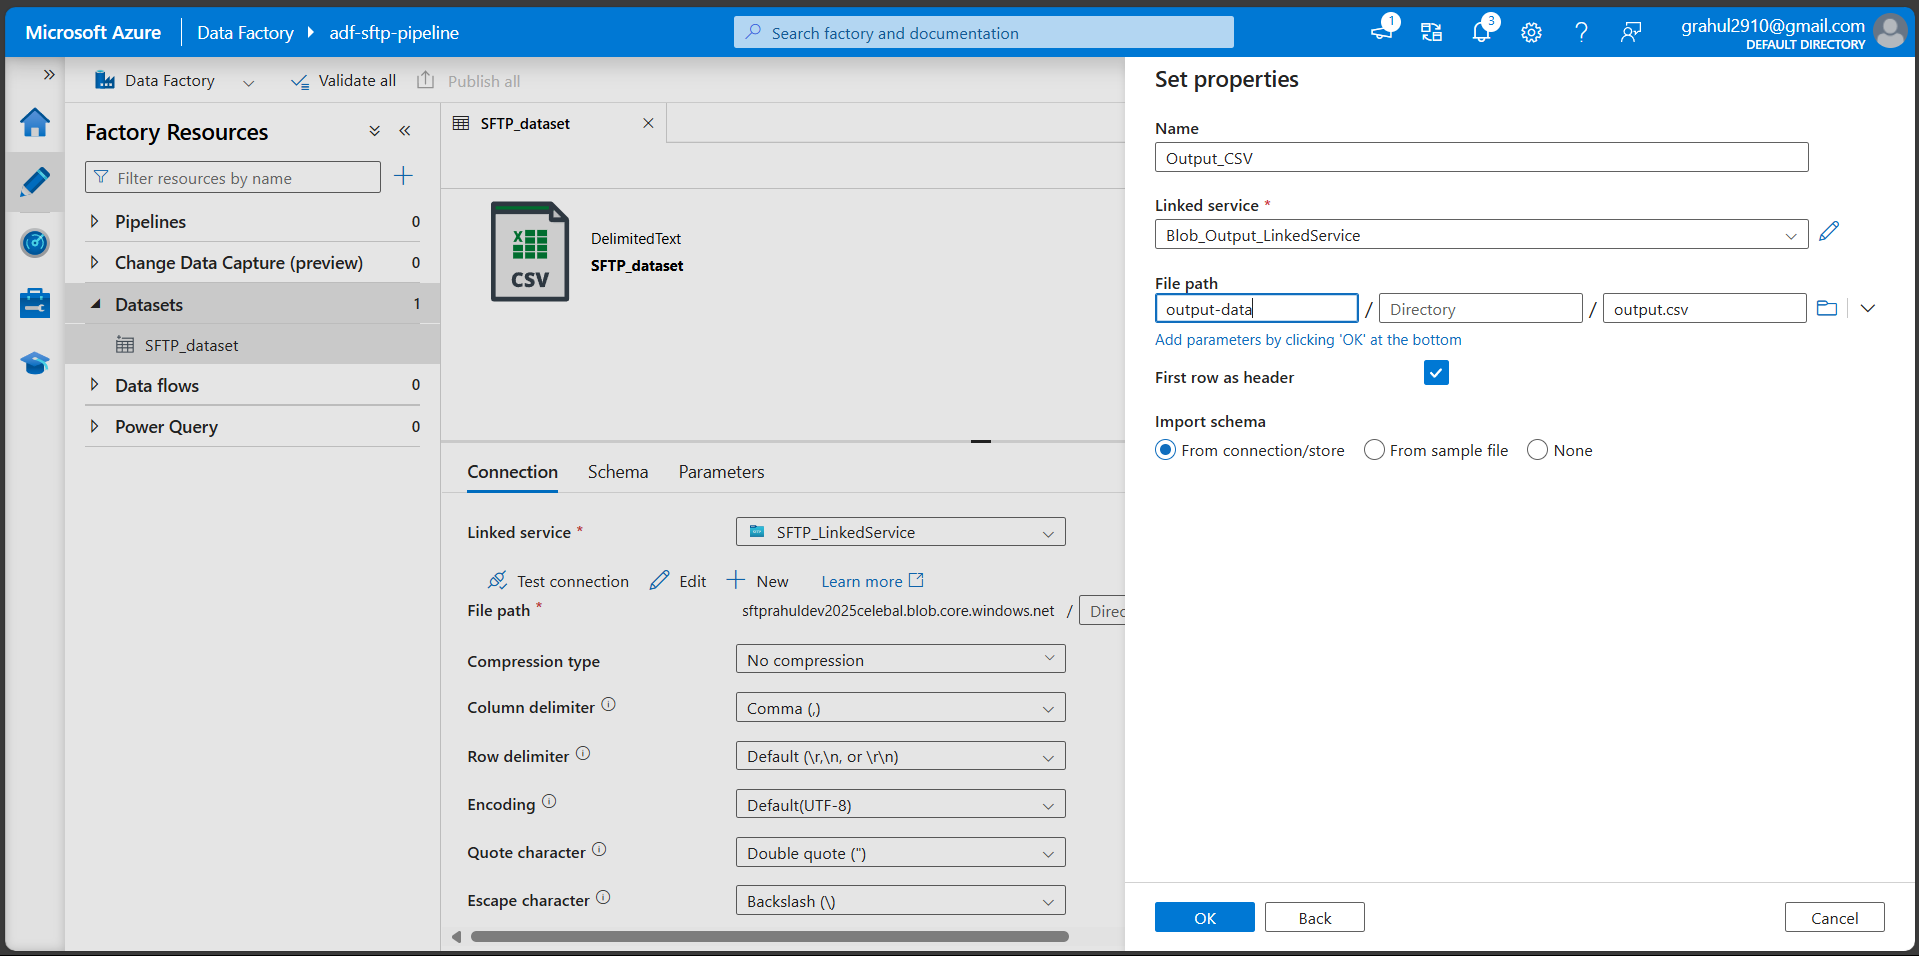 Microsoft Azure
Data Factory
adf-sftp-pipeline
Search factory and documentation
1
3
grahul2910@gmail.com
DEFAULT DIRECTORY
Data Factory
Validate all
Publish all
Factory Resources
Filter resources by name
Pipelines 0
Change Data Capture (preview) 0
Datasets 1
SFTP_dataset
Data flows 0
Power Query 0
SFTP_dataset
X
CSV
DelimitedText
SFTP_dataset
Connection
Schema
Parameters
Linked service *
SFTP_LinkedService
Test connection
Edit
New
Learn more
File path *
sftprahuldev2025celebal.blob.core.windows.net
/
Direc
Compression type
No compression
Column delimiter
Comma (,)
Row delimiter
Default (\r,\n, or \r\n)
Encoding
Default(UTF-8)
Quote character
Double quote (")
Escape character
Backslash (\)
Set properties
Name
Output_CSV
Linked service *
Blob_Output_LinkedService
File path
output-data / Directory / output.csv
Add parameters by clicking 'OK' at the bottom
First row as header
Import schema
From connection/store
From sample file
None
OK
Back
Cancel